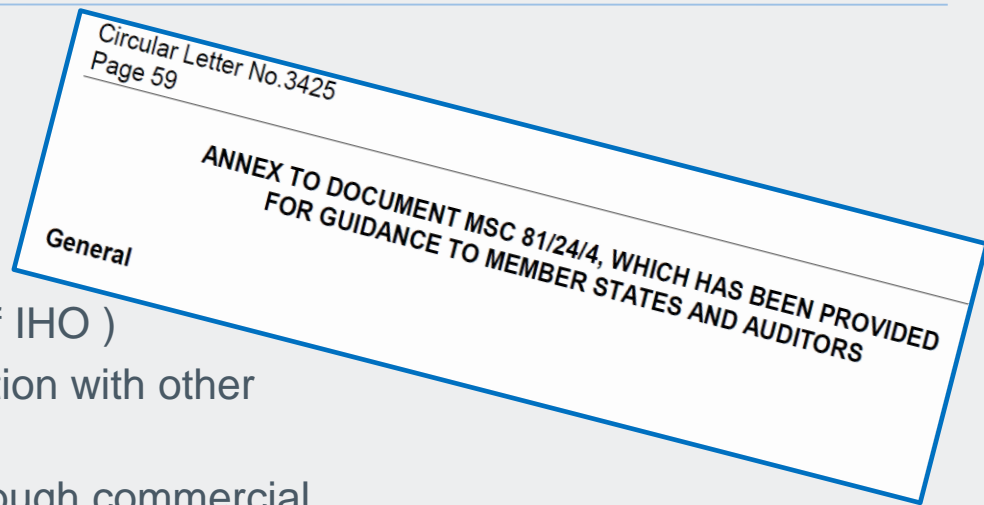 Circular Letter No.3425
Page 59
ANNEX TO DOCUMENT MSC 81/24/4, WHICH HAS BEEN PROVIDED
FOR GUIDANCE TO MEMBER STATES AND AUDITORS
General
IHO )
with other
commercial